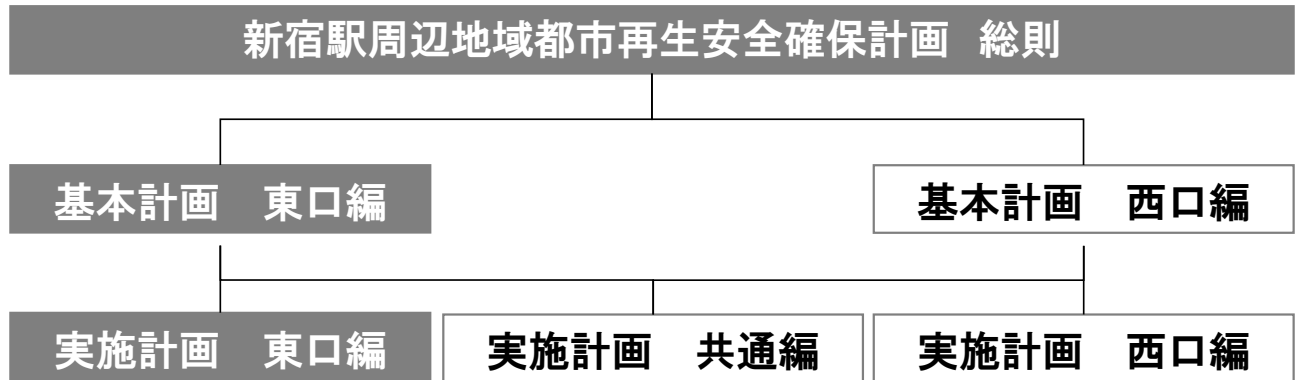 新宿駅周辺地域都市再生安全確保計画　総則
基本計画　東口編
基本計画　西口編
実施計画　東口編
実施計画　共通編
実施計画　西口編